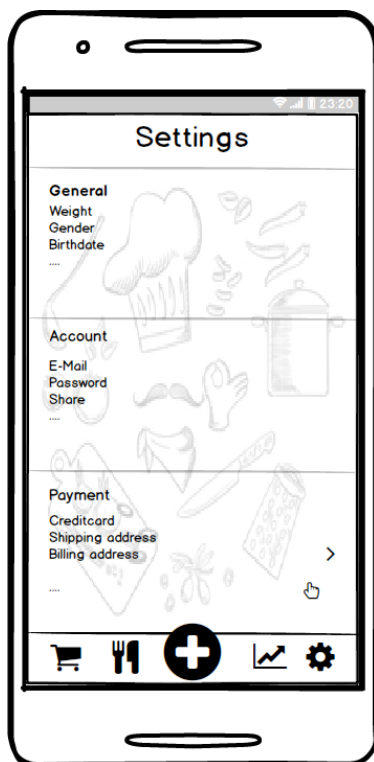 23:20
Settings
General
Weight
Gender
Birthdate
....
Account
E-Mail
Password
Share
....
Payment
Creditcard
Shipping address
Billing address
....